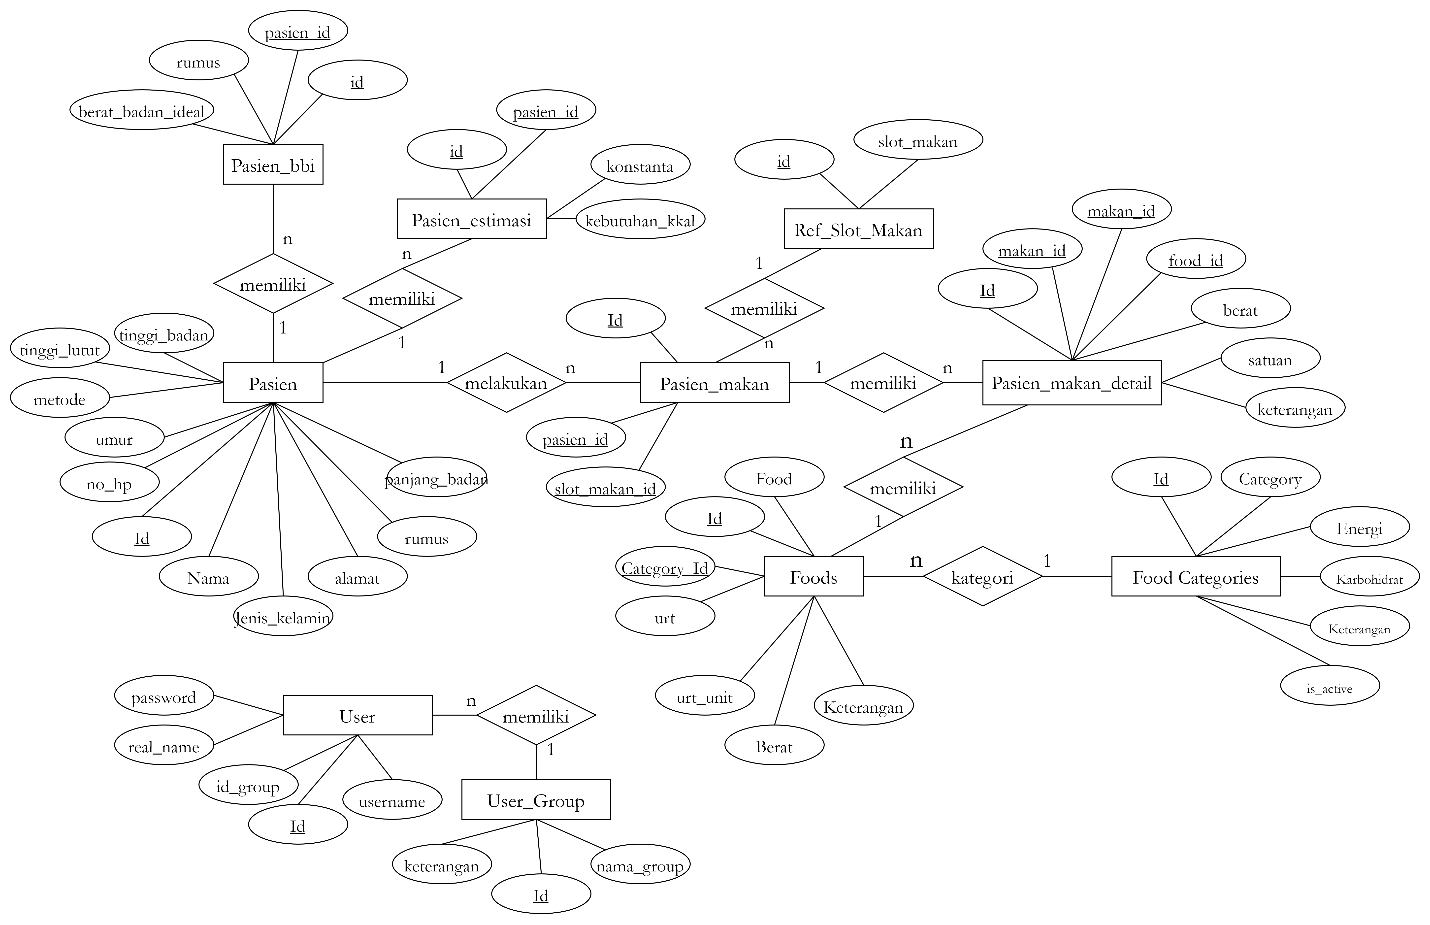 pasien_id
rumus
id
berat_badan_ideal
Pasien_bbi
n
memiliki
1
pasien_id
id
konstanta
kebutuhan_kkal
Pasien_estimasi
n
memiliki
1
slot_makan
id
Ref_Slot_Makan
1
memiliki
n
makan_id
makan_id
food_id
Id
berat
satuan
keterangan
Pasien_makan_detail
tinggi_badan
tinggi_lutut
metode
umur
no_hp
Id
Nama
Jenis_kelamin
alamat
rumus
panjang_badan
Pasien
1
melakukan
n
Id
Pasien_makan
pasien_id
slot_makan_id
1
memiliki
n
n
memiliki
1
Food
Id
Category_Id
urt
urt_unit
Berat
Keterangan
Foods
n
kategori
1
Food Categories
Id
Category
Energi
Karbohidrat
Keterangan
is_active
password
real_name
id_group
Id
username
User
n
memiliki
1
User_Group
keterangan
Id
nama_group